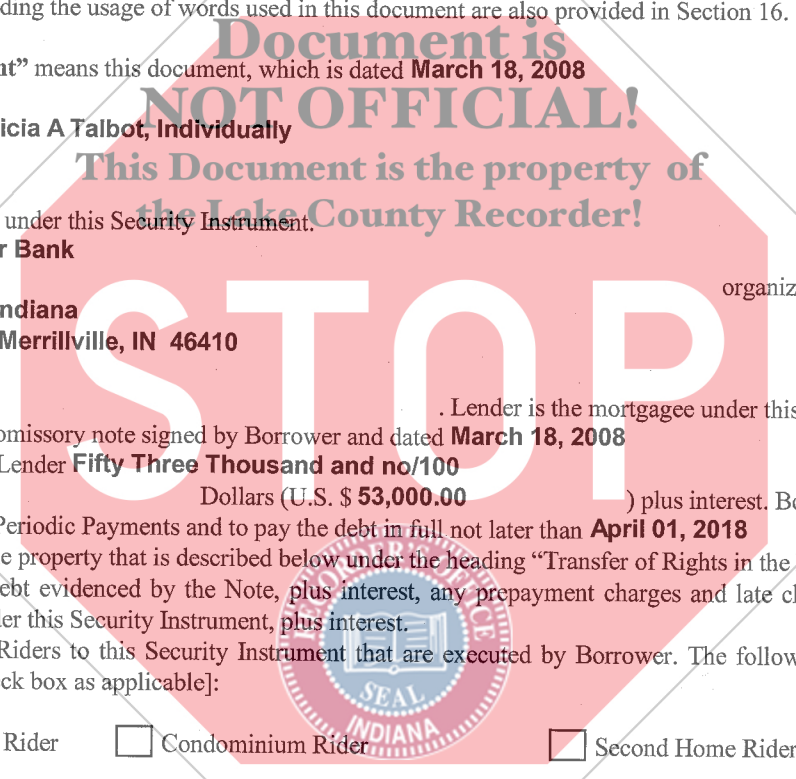 ding the usage of words used in this document are also provided in Section 16.
Document is
nt” means this document, which is dated March 18, 2008
NOT OFFICIAL!
icia A Talbot, Individually
This Document is the property of
the Lake County Recorder!
under this Security Instrument.
r Bank
organiz
ndiana
Merrillville, IN 46410
STOP
. Lender is the mortgagee under this
omissory note signed by Borrower and dated March 18, 2008
Lender Fifty Three Thousand and no/100
Dollars (U.S. $ 53,000.00 ) plus interest. Bo
Periodic Payments and to pay the debt in full not later than April 01, 2018
e property that is described below under the heading “Transfer of Rights in the
ebt evidenced by the Note, plus interest, any prepayment charges and late ch
er this Security Instrument, plus interest.
Riders to this Security Instrument that are executed by Borrower. The follow
ck box as applicable]:
RECORDER'S OFFICE
SEAL
INDIANA
Rider Condominium Rider Second Home Rider